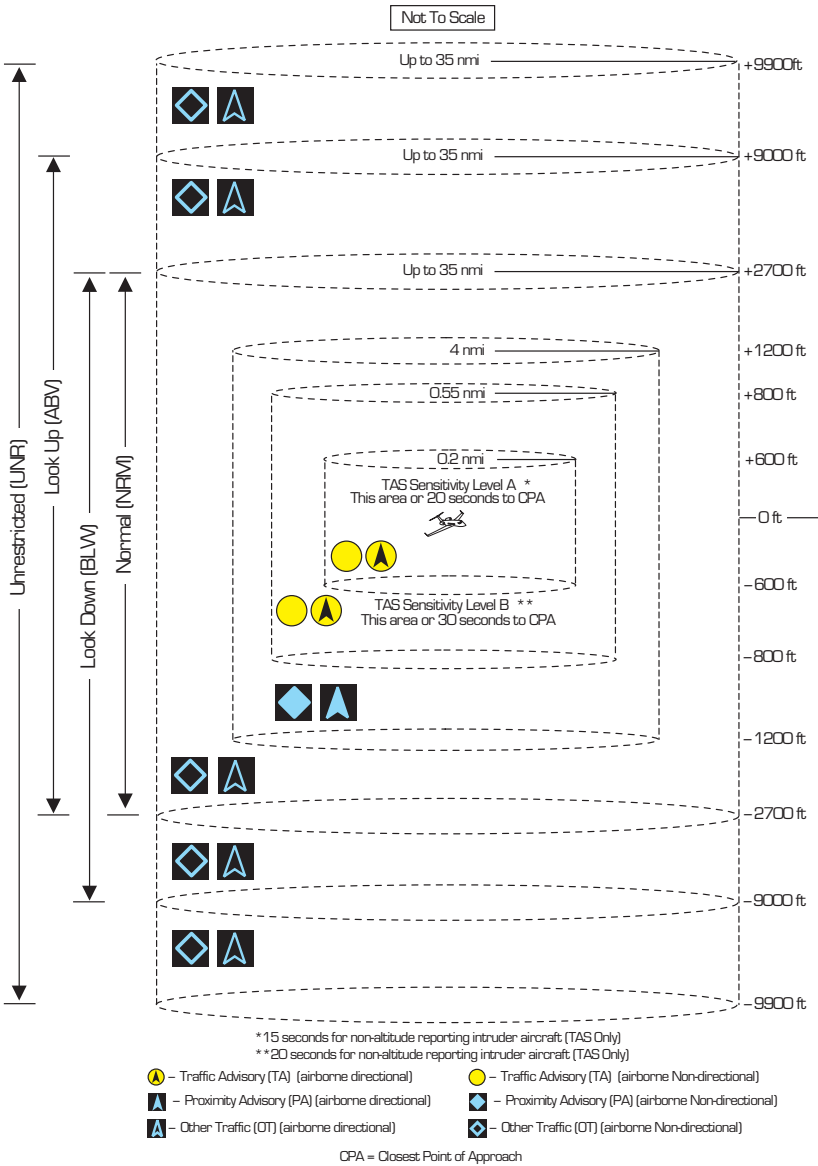 Not To Scale
Up to 35 nmi
+9900ft
Up to 35 nmi
+9000 ft
Up to 35 nmi
+2700 ft
4 nmi
+1200 ft
0.55 nmi
+800 ft
0.2 nmi
+600 ft
TAS Sensitivity Level A *
This area or 20 seconds to CPA
0 ft
-600 ft
TAS Sensitivity Level B **
This area or 30 seconds to CPA
-800 ft
-1200 ft
-2700 ft
-9000 ft
-9900 ft
Unrestricted (UNR)
Look Up (ABV)
Look Down (BLW)
Normal (NRM)
*15 seconds for non-altitude reporting intruder aircraft (TAS Only)
**20 seconds for non-altitude reporting intruder aircraft (TAS Only)
– Traffic Advisory (TA) (airborne directional)
– Traffic Advisory (TA) (airborne Non-directional)
– Proximity Advisory (PA) (airborne directional)
– Proximity Advisory (PA) (airborne Non-directional)
– Other Traffic (OT) (airborne directional)
– Other Traffic (OT) (airborne Non-directional)
CPA = Closest Point of Approach